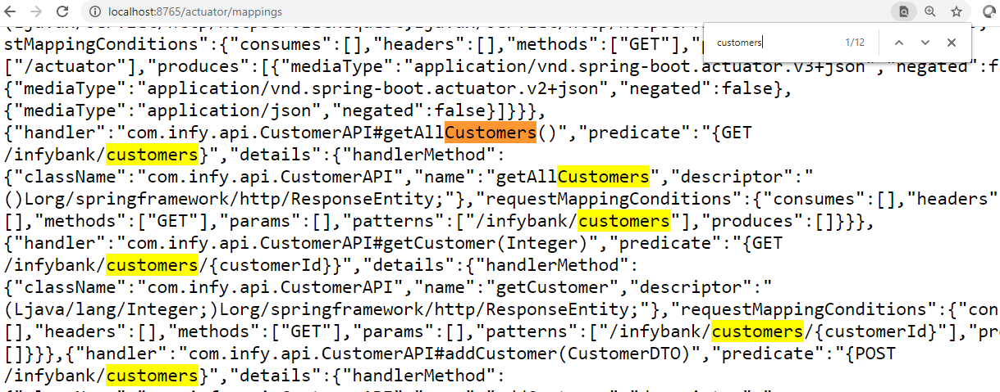 localhost:8765/actuator/mappings
customers
1/12
stMappingConditions":{"consumes":[],"headers":[],"methods":["GET"],"
["/actuator"],"produces":[{"mediaType":"application/vnd.spring-boot.actuator.v3+json","negated":f
{"mediaType":"application/vnd.spring-boot.actuator.v2+json","negated":false},
{"mediaType":"application/json","negated":false}]}}},
{"handler":"com.infy.api.CustomerAPI#getAllCustomers()","predicate":"{GET
/infybank/customers}","details":{"handlerMethod":
{"className":"com.infy.api.CustomerAPI","name":"getAllCustomers","descriptor":"
()Lorg/springframework/http/ResponseEntity;"},"requestMappingConditions":{"consumes":[],"headers"
[],"methods":["GET"],"params":[],"patterns":["/infybank/customers"],"produces":[]}}},
{"handler":"com.infy.api.CustomerAPI#getCustomer(Integer)","predicate":"{GET
/infybank/customers/{customerId}}","details":{"handlerMethod":
{"className":"com.infy.api.CustomerAPI","name":"getCustomer","descriptor":"
(Ljava/lang/Integer;)Lorg/springframework/http/ResponseEntity;"},"requestMappingConditions":{"con
[],"headers":[],"methods":["GET"],"params":[],"patterns":["/infybank/customers/{customerId}"],"pr
[]}}},{"handler":"com.infy.api.CustomerAPI#addCustomer(CustomerDTO)","predicate":"{POST
/infybank/customers}","details":{"handlerMethod":